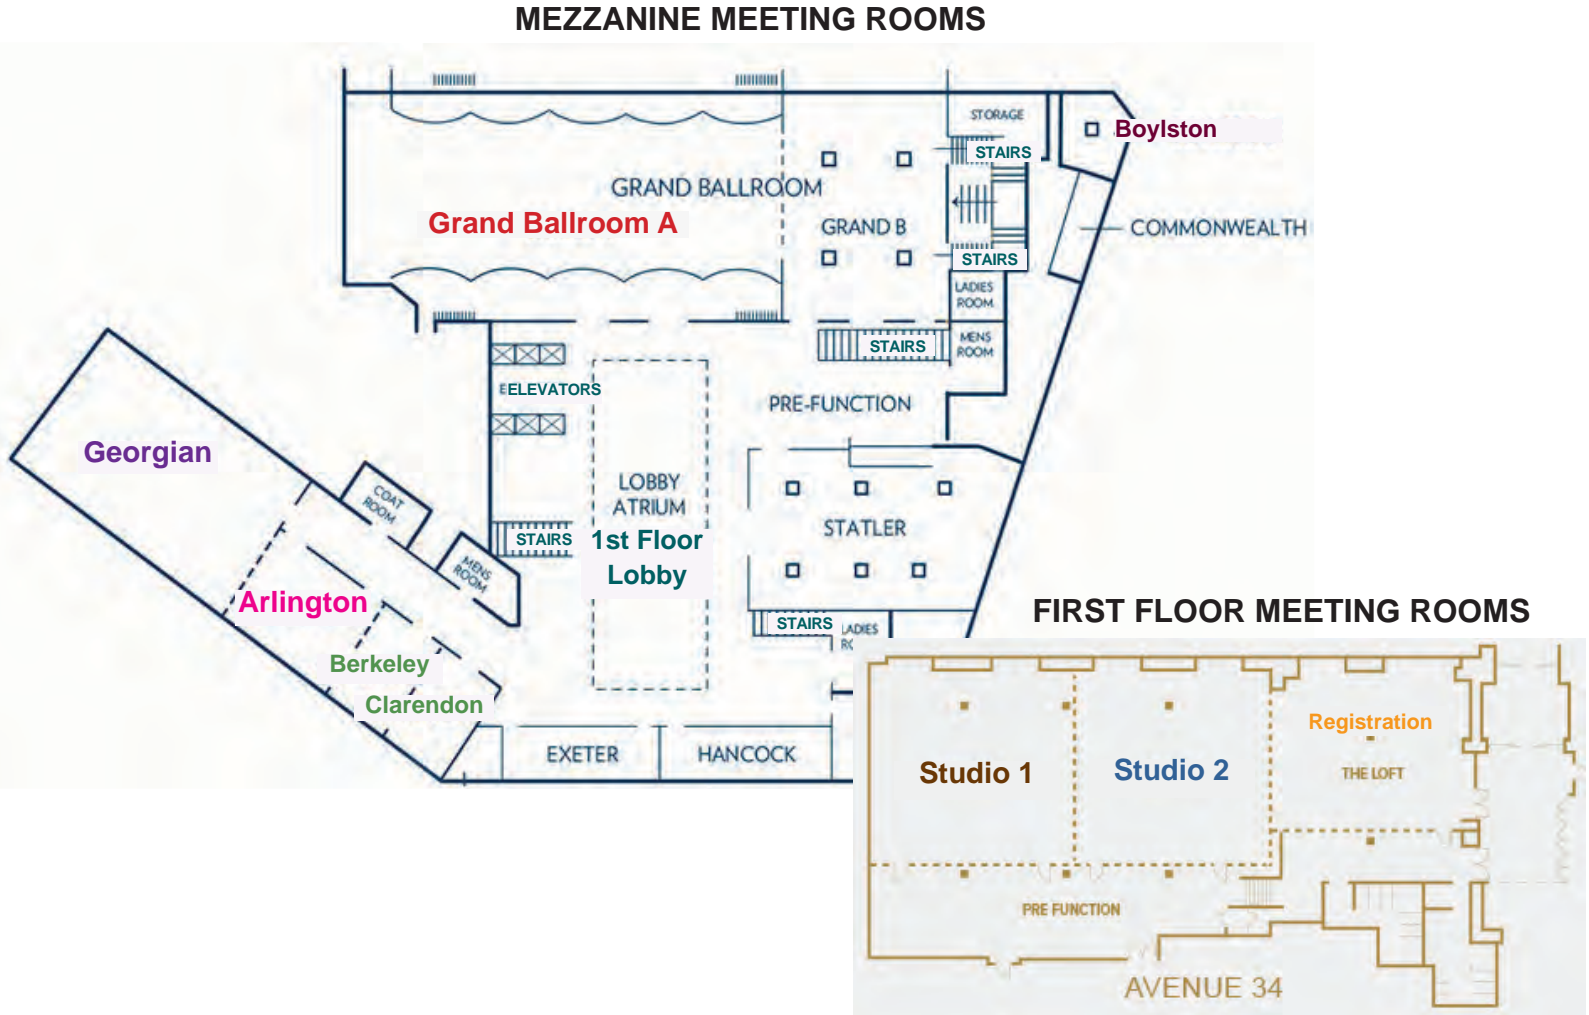 MEZZANINE MEETING ROOMS
STORAGE
Boylston
STAIRS
GRAND BALLROOM
Grand Ballroom A
GRAND B
COMMONWEALTH
STAIRS
LADIES
ROOM
STAIRS
MENS
ROOM
ELEVATORS
PRE-FUNCTION
Georgian
COAT
ROOM
LOBBY
ATRIUM
STATLER
STAIRS
1st Floor
Lobby
MENS
ROOM
Arlington
STAIRS
LADIES
Berkeley
Clarendon
EXETER
HANCOCK
FIRST FLOOR MEETING ROOMS
Registration
Studio 1
Studio 2
THE LOFT
PRE FUNCTION
AVENUE 34